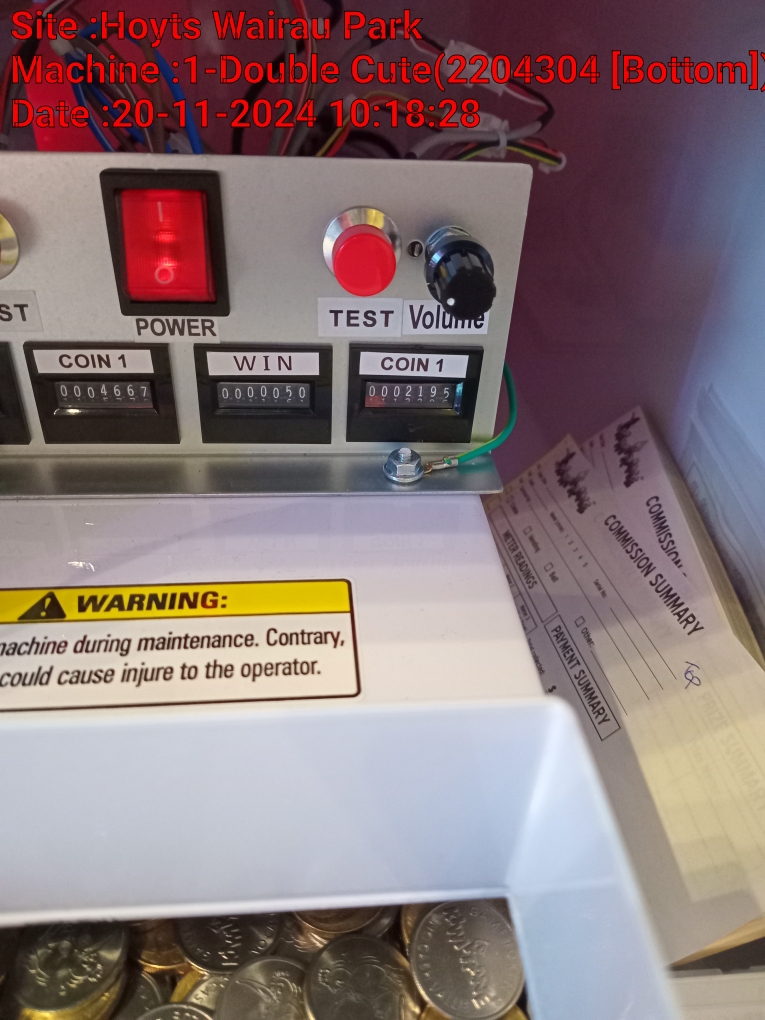 Site :Hoyts Wairau Park
Machine :1-Double Cute(2204304 [Bottom])
Date :20-11-2024 10:18:28
ST
POWER
TEST
Volume
COIN 1
WIN
COIN 1
0004667
0000050
0002195
WARNING:
machine during maintenance. Contrary,
could cause injure to the operator.
COMMISSION SUMMARY
METER READINGS
PAYMENT SUMMARY
$